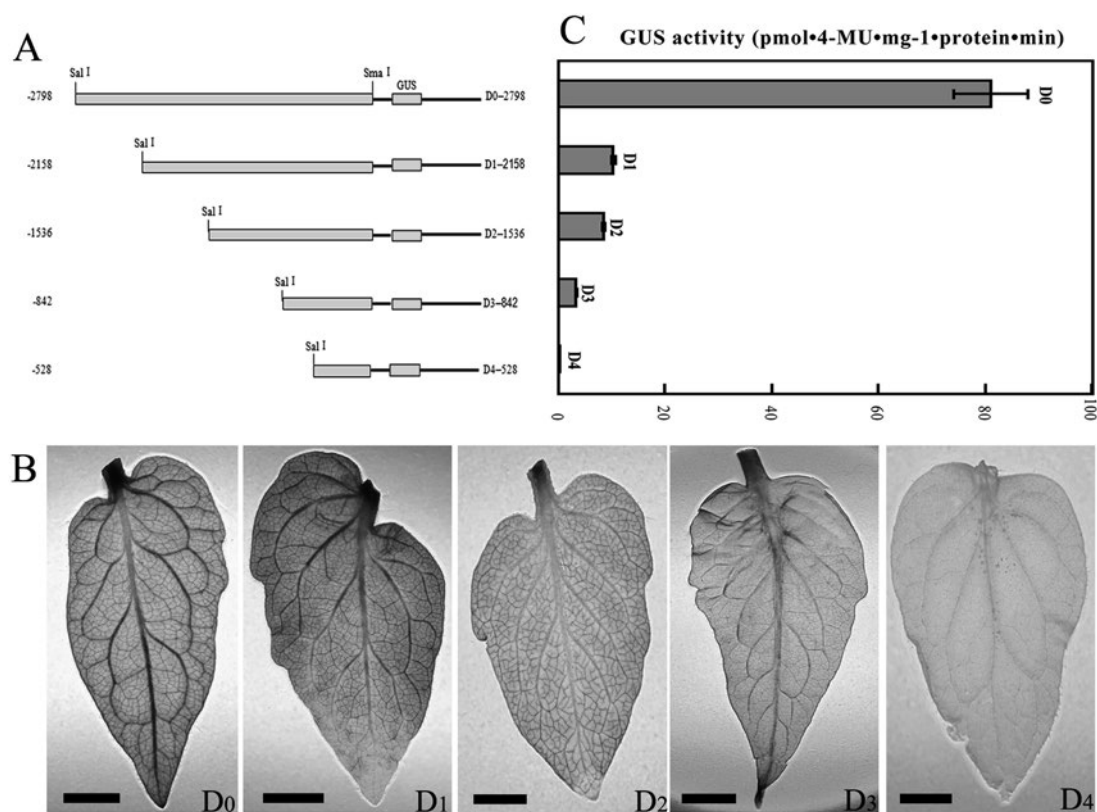 A
Sal I
Sma I
GUS
-2798
D0-2798
Sal I
-2158
D1-2158
Sal I
-1536
D2-1536
Sal I
-842
D3-842
Sal I
-528
D4-528
C
GUS activity (pmol•4-MU•mg-1•protein•min)
D0
D1
D2
D3
D4
0
20
40
60
80
100
B
D0
D1
D2
D3
D4